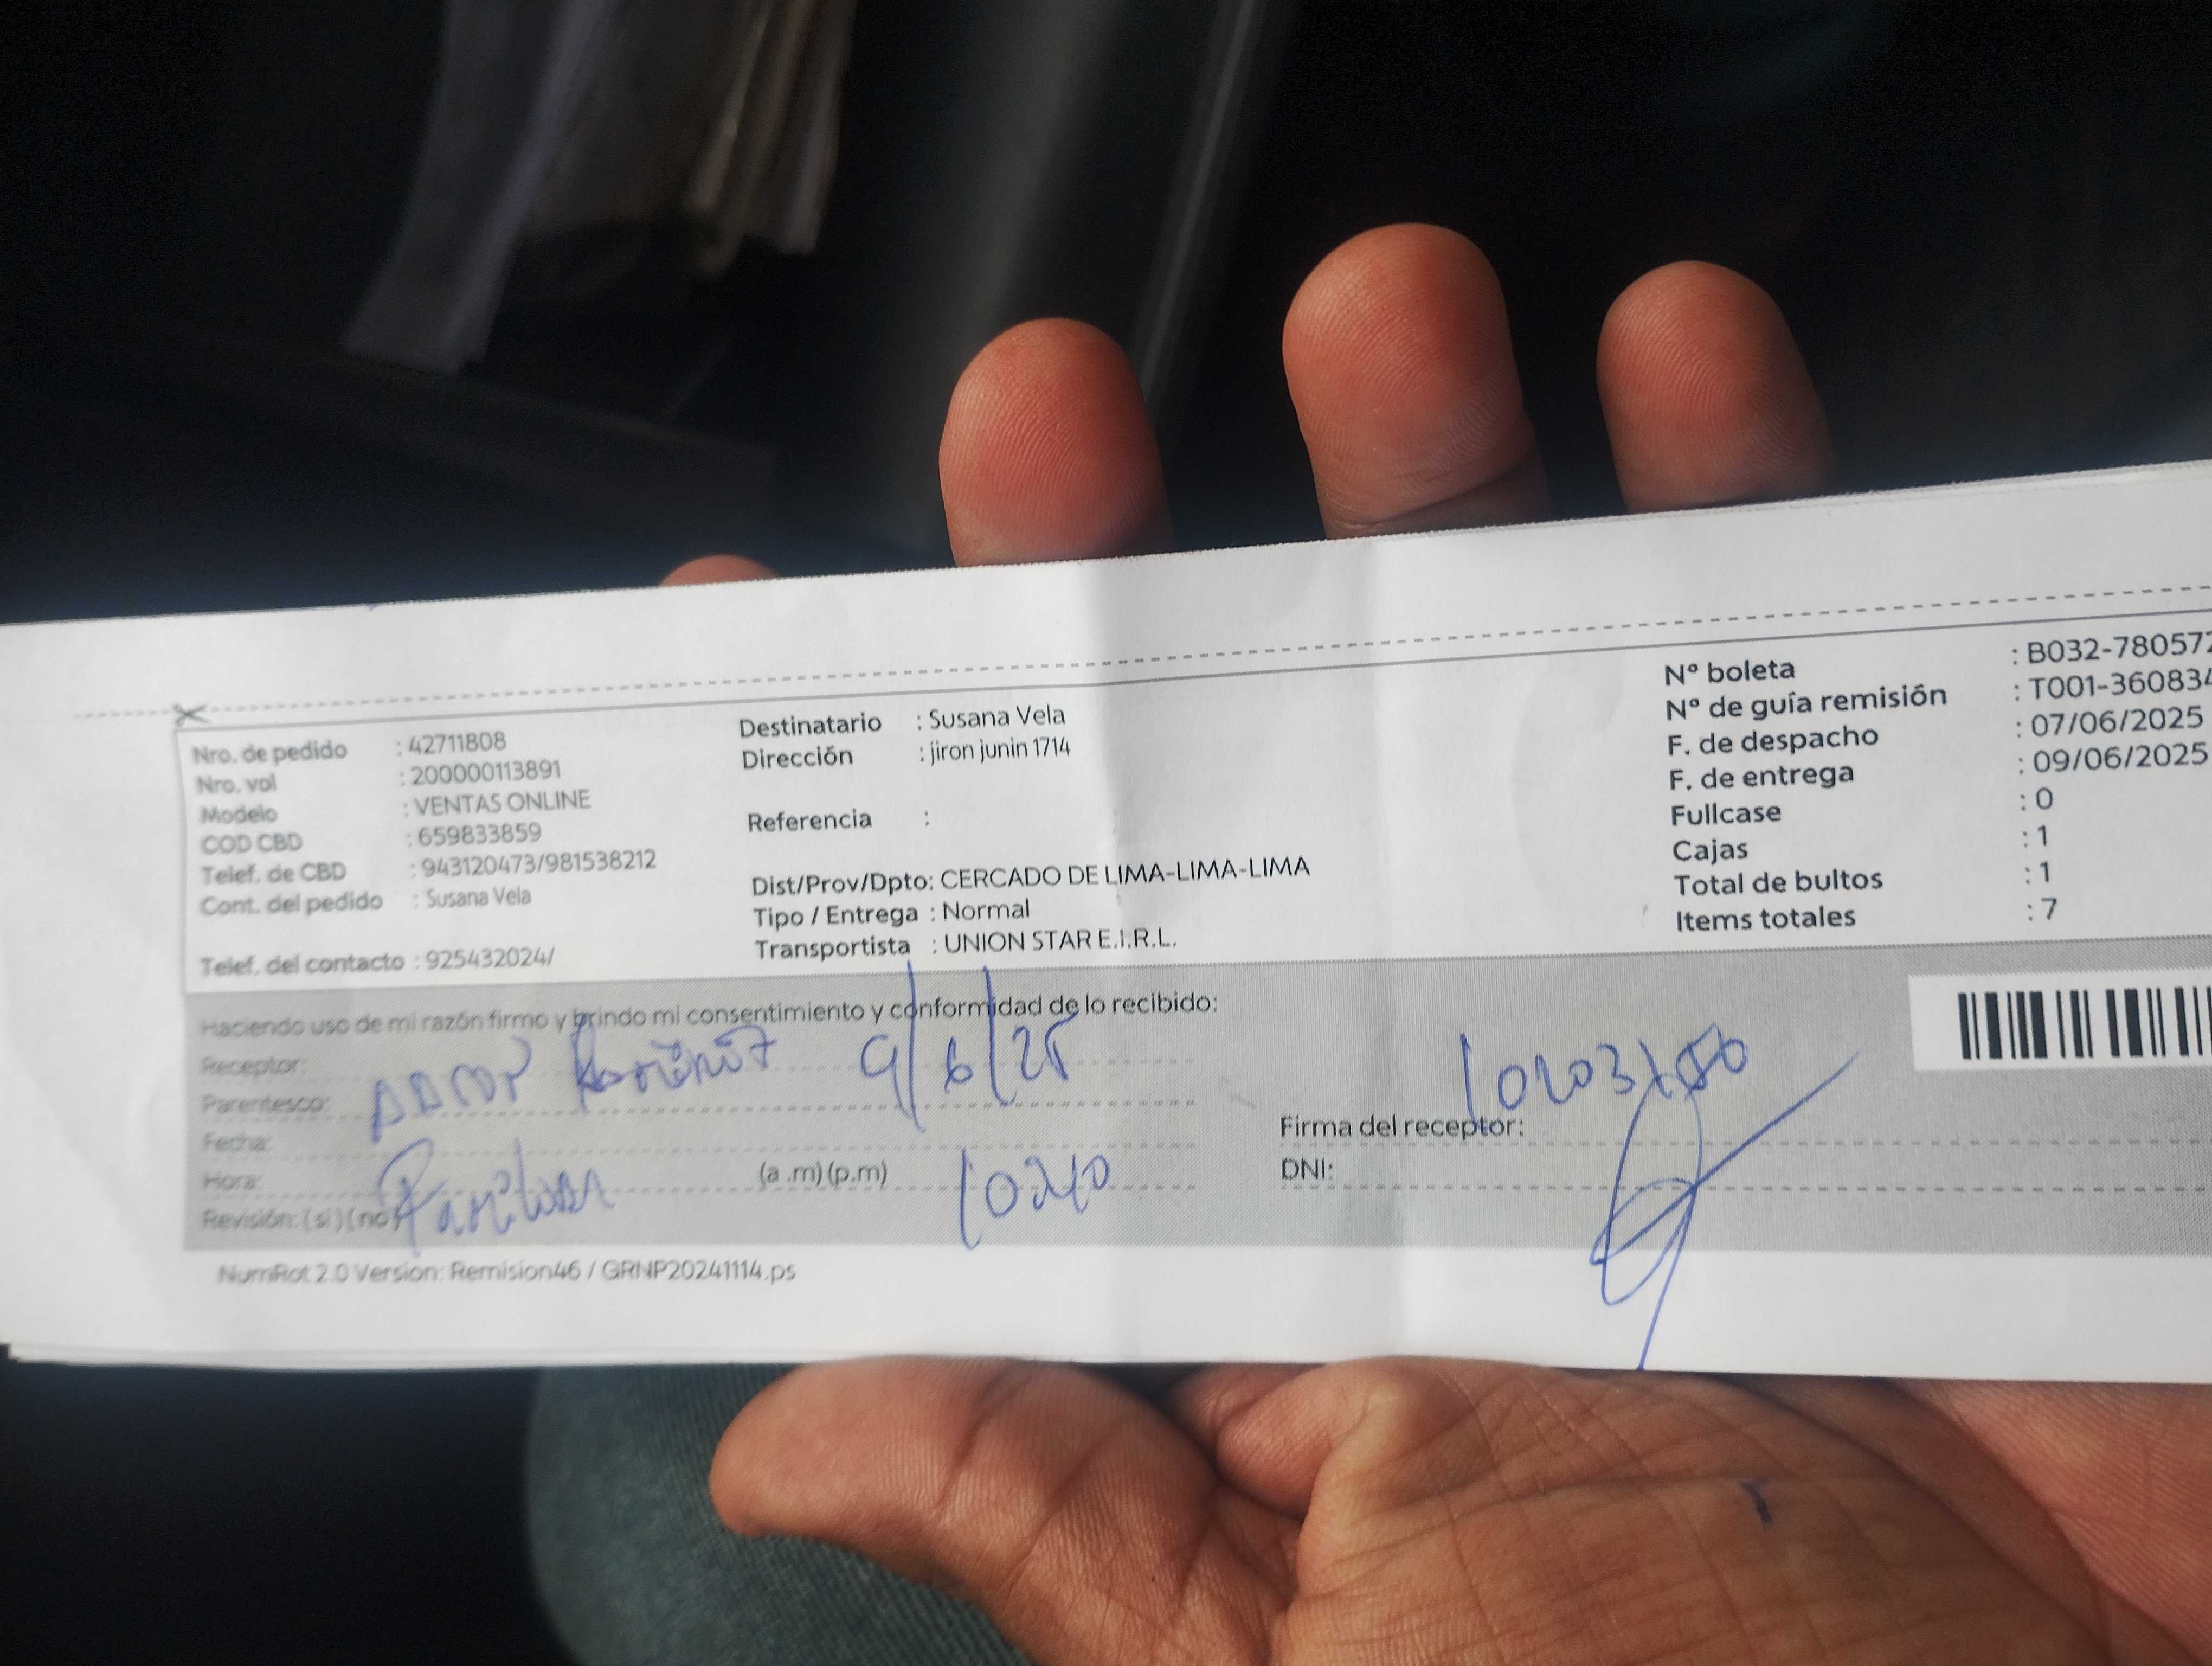 Nro. de pedido : 42711808
Nro. vol : 200000113891
Modelo : VENTAS ONLINE
COD CBD : 659833859
Telef. de CBD : 943120473/981538212
Cont. del pedido : Susana Vela
Telef. del contacto : 925432024/
Destinatario : Susana Vela
Dirección : jiron junin 1714
Referencia :
Dist/Prov/Dpto: CERCADO DE LIMA-LIMA-LIMA
Tipo / Entrega : Normal
Transportista : UNION STAR E.I.R.L.
Nº boleta : B032-780572
Nº de guía remisión : T001-360834
F. de despacho : 07/06/2025
F. de entrega : 09/06/2025
Fullcase : 0
Cajas : 1
Total de bultos : 1
Items totales : 7
Haciendo uso de mi razón firmo y brindo mi consentimiento y conformidad de lo recibido:
Receptor: 9/6/25
Parentesco:
Fecha:
Hora: (a .m) (p.m)
Revisión: (si) (no)
Firma del receptor:
DNI:
NumRot 2.0 Version: Remision46 / GRNP20241114.ps